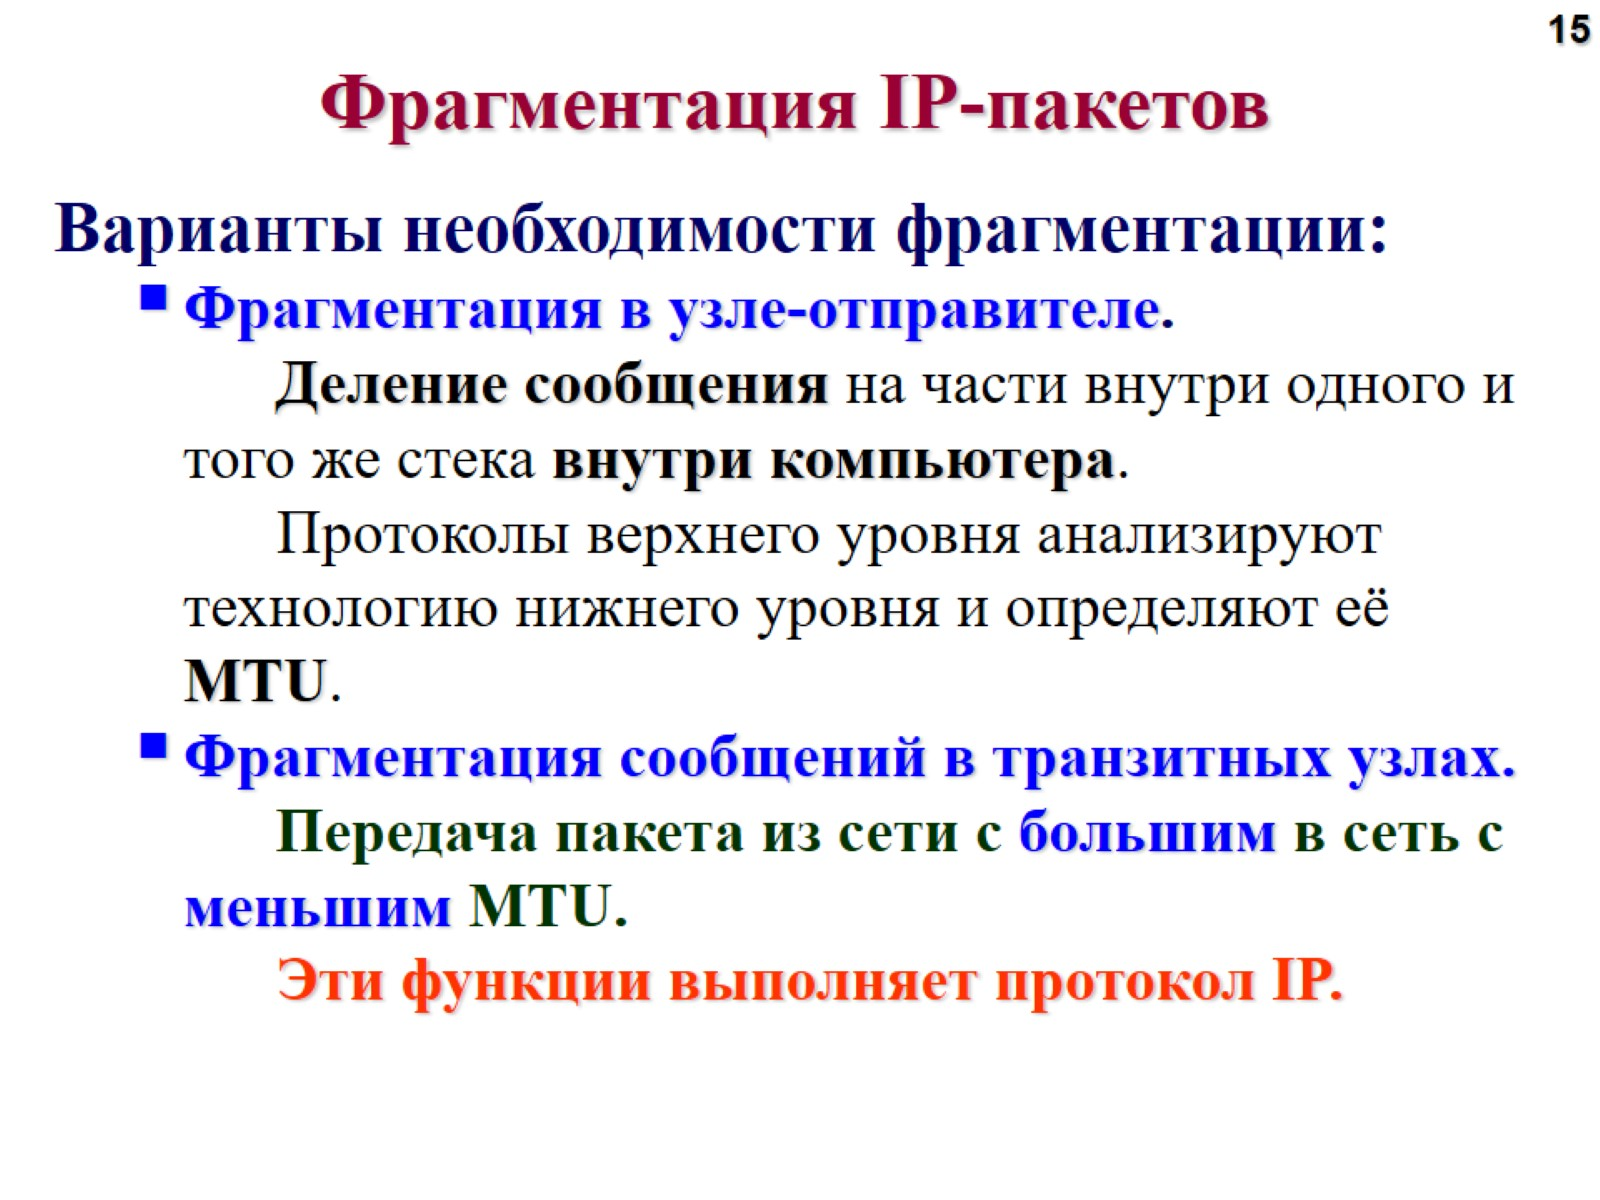 15
Фрагментация IP-пакетов
Варианты необходимости фрагментации:
Фрагментация в узле-отправителе.
Деление сообщения на части внутри одного и
того же стека внутри компьютера.
Протоколы верхнего уровня анализируют
технологию нижнего уровня и определяют её
MTU.
Фрагментация сообщений в транзитных узлах.
Передача пакета из сети с большим в сеть с
меньшим MTU.
Эти функции выполняет протокол IP.